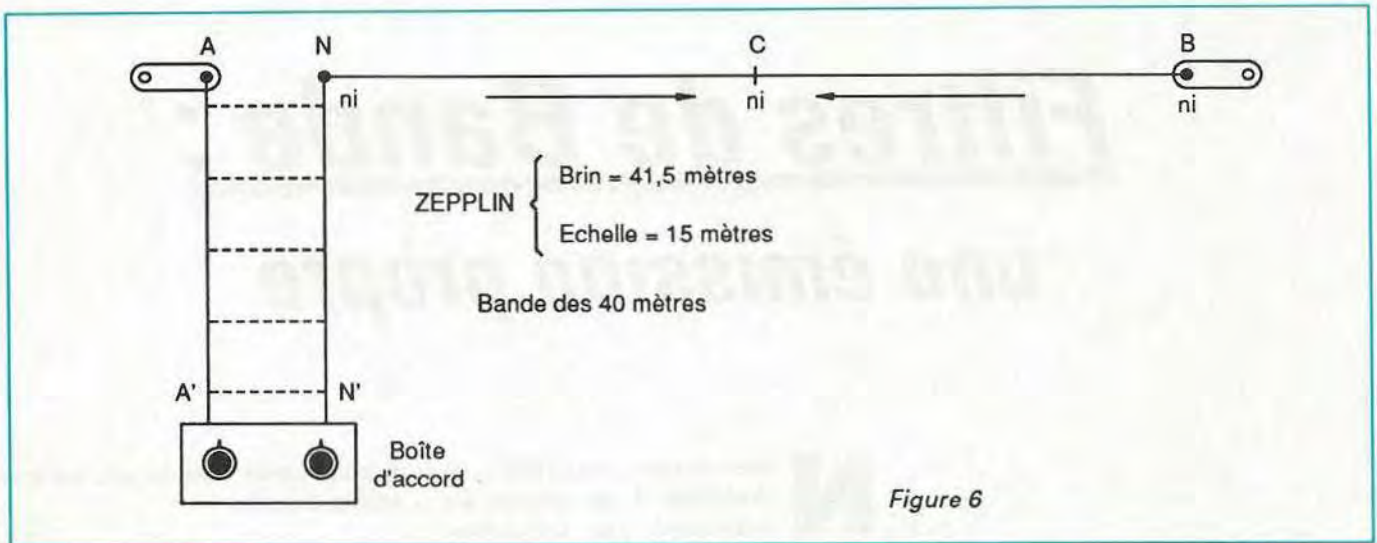 A N C B
ni ni ni
ZEPPLIN
Brin = 41,5 mètres
Echelle = 15 mètres
Bande des 40 mètres
A' N'
Boîte
d'accord
Figure 6